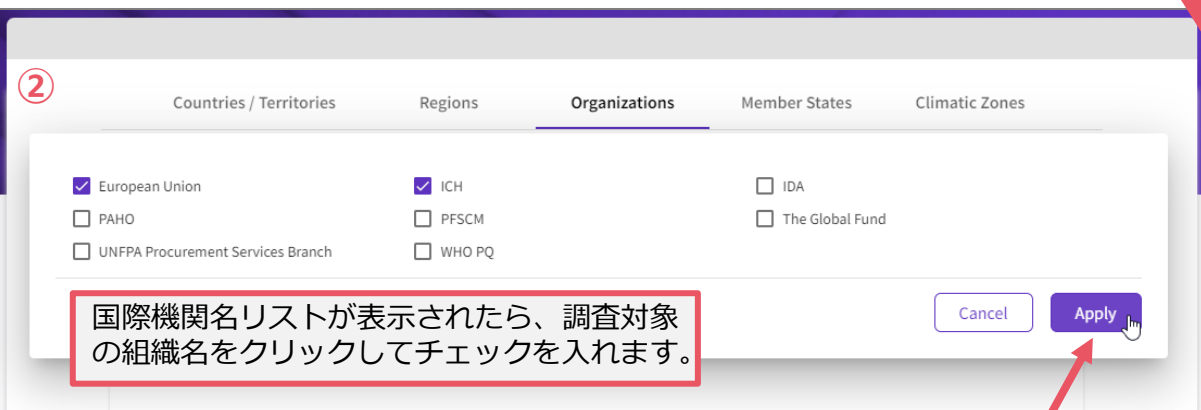 ②
Countries / Territories Regions Organizations Member States Climatic Zones
European Union ICH IDA
PAHO PFSCM The Global Fund
UNFPA Procurement Services Branch WHO PQ
国際機関名リストが表示されたら、調査対象
の組織名をクリックしてチェックを入れます。
Cancel Apply